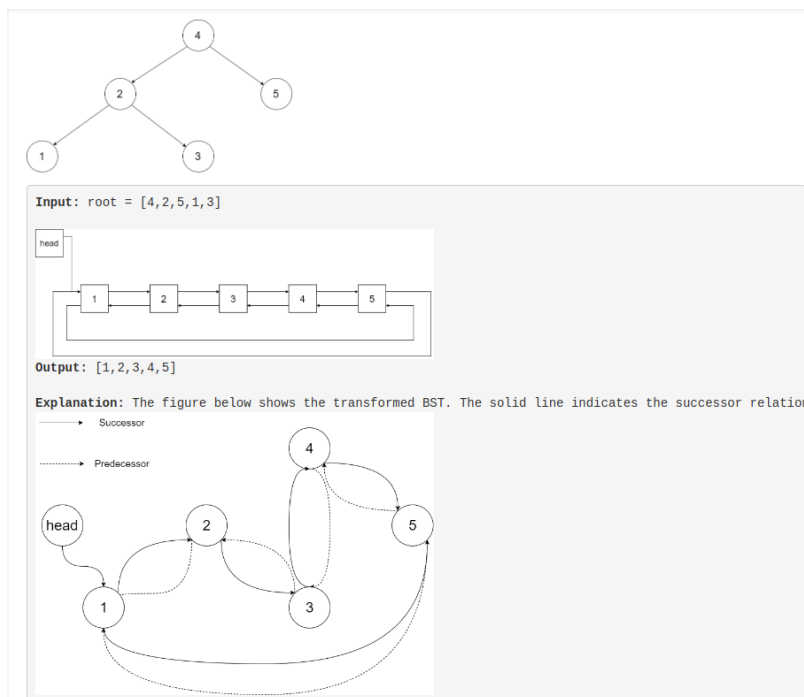 4
2
5
1
3
Input: root = [4,2,5,1,3]
head
1 2 3 4 5
Output: [1,2,3,4,5]
Explanation: The figure below shows the transformed BST. The solid line indicates the successor
Successor
4
Predecessor
head
2
5
1
3